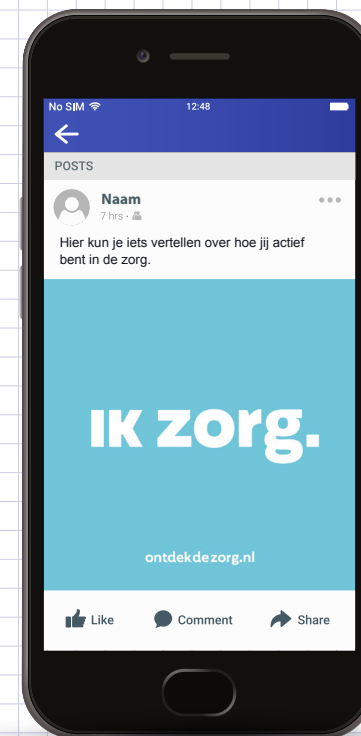 No SIM 12:48
POSTS
Naam
7 hrs ·
Hier kun je iets vertellen over hoe jij actief
bent in de zorg.
IK zorg.
ontdekdezorg.nl
Like Comment Share